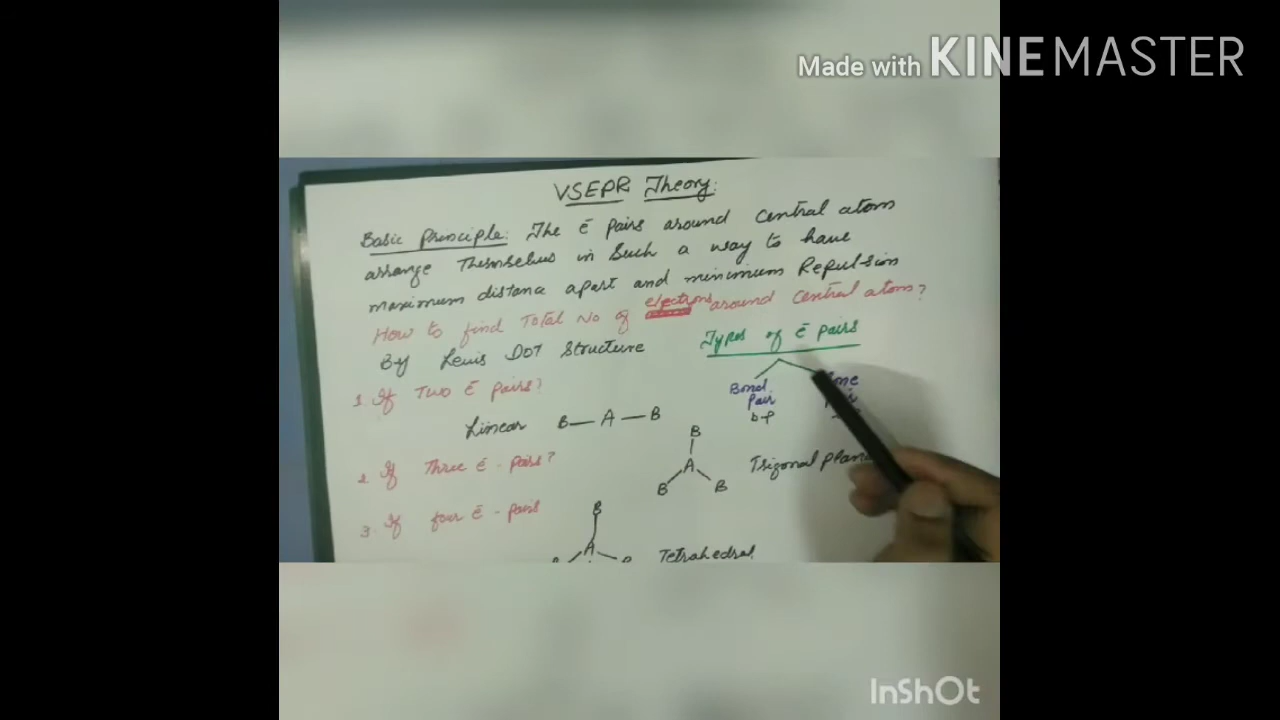 Made with KINEMASTER
VSEPR Theory:
Basic Principle: The ē pairs around Central atom
arrange Themselves in Such a way to have
maximum distance apart and minimum Repulsion
How to find Total No of electrons around Central atom?
By Lewis DOT Structure
Types of ē pairs
Bond
Pair
b-p
1. If Two ē pairs?
Linear B — A — B
2. If Three ē - pairs?
B
A
B B
Trigonal
3. If four ē - pairs
B
A
Tetrahedral
InShOt